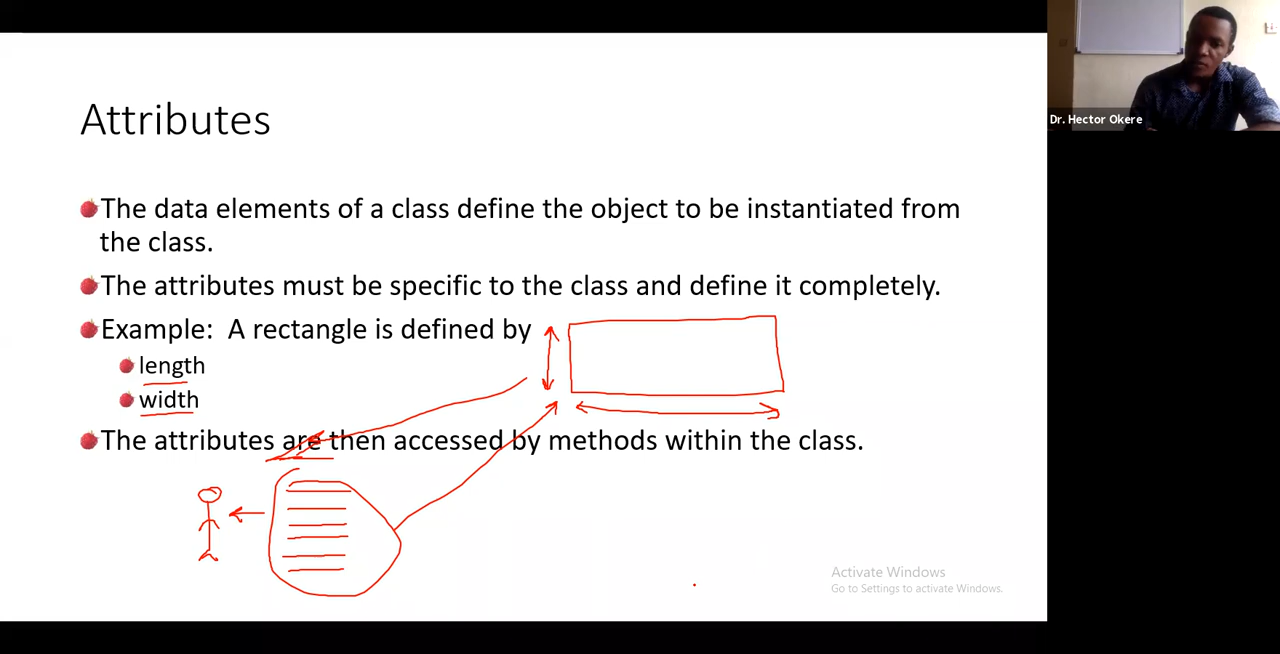 Attributes
The data elements of a class define the object to be instantiated from
the class.
The attributes must be specific to the class and define it completely.
Example: A rectangle is defined by
length
width
The attributes are then accessed by methods within the class.
Activate Windows
Go to Settings to activate Windows.
Dr. Hector Okere